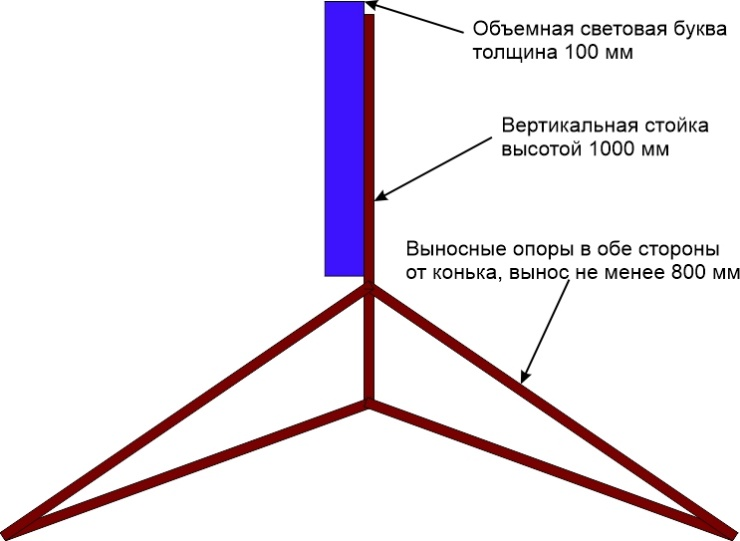 Объемная световая буква
толщина 100 мм
Вертикальная стойка
высотой 1000 мм
Выносные опоры в обе стороны
от конька, вынос не менее 800 мм